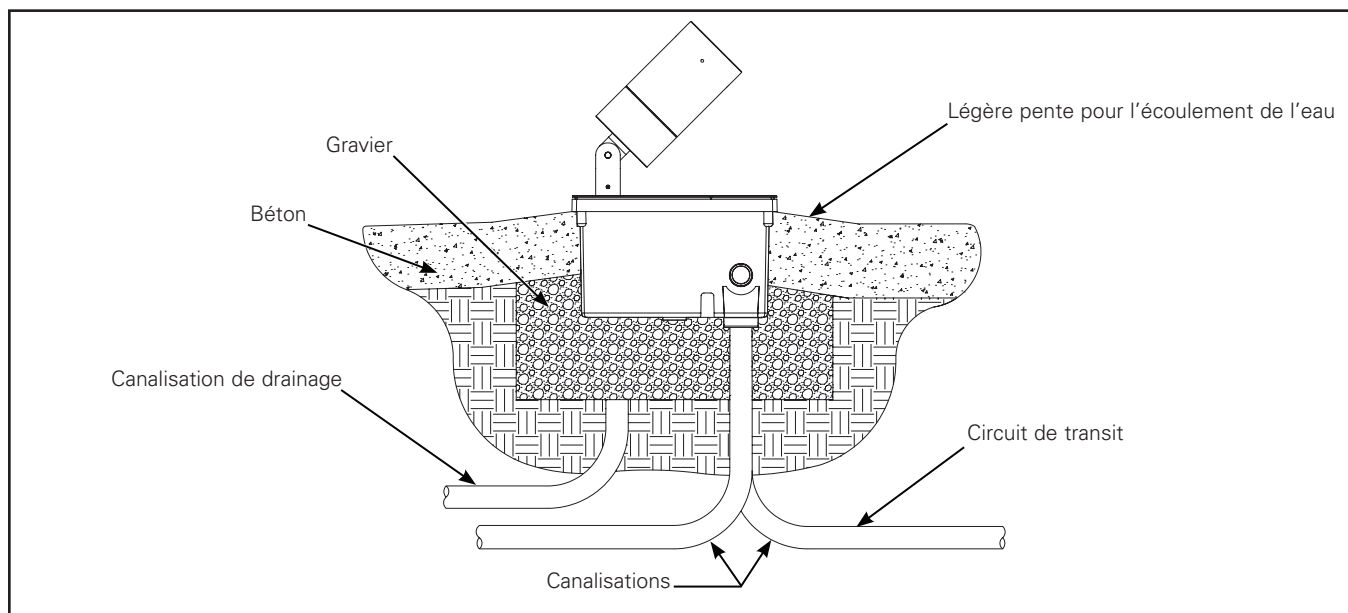 Légère pente pour l'écoulement de l'eau
Gravier
Béton
Canalisation de drainage
Circuit de transit
Canalisations